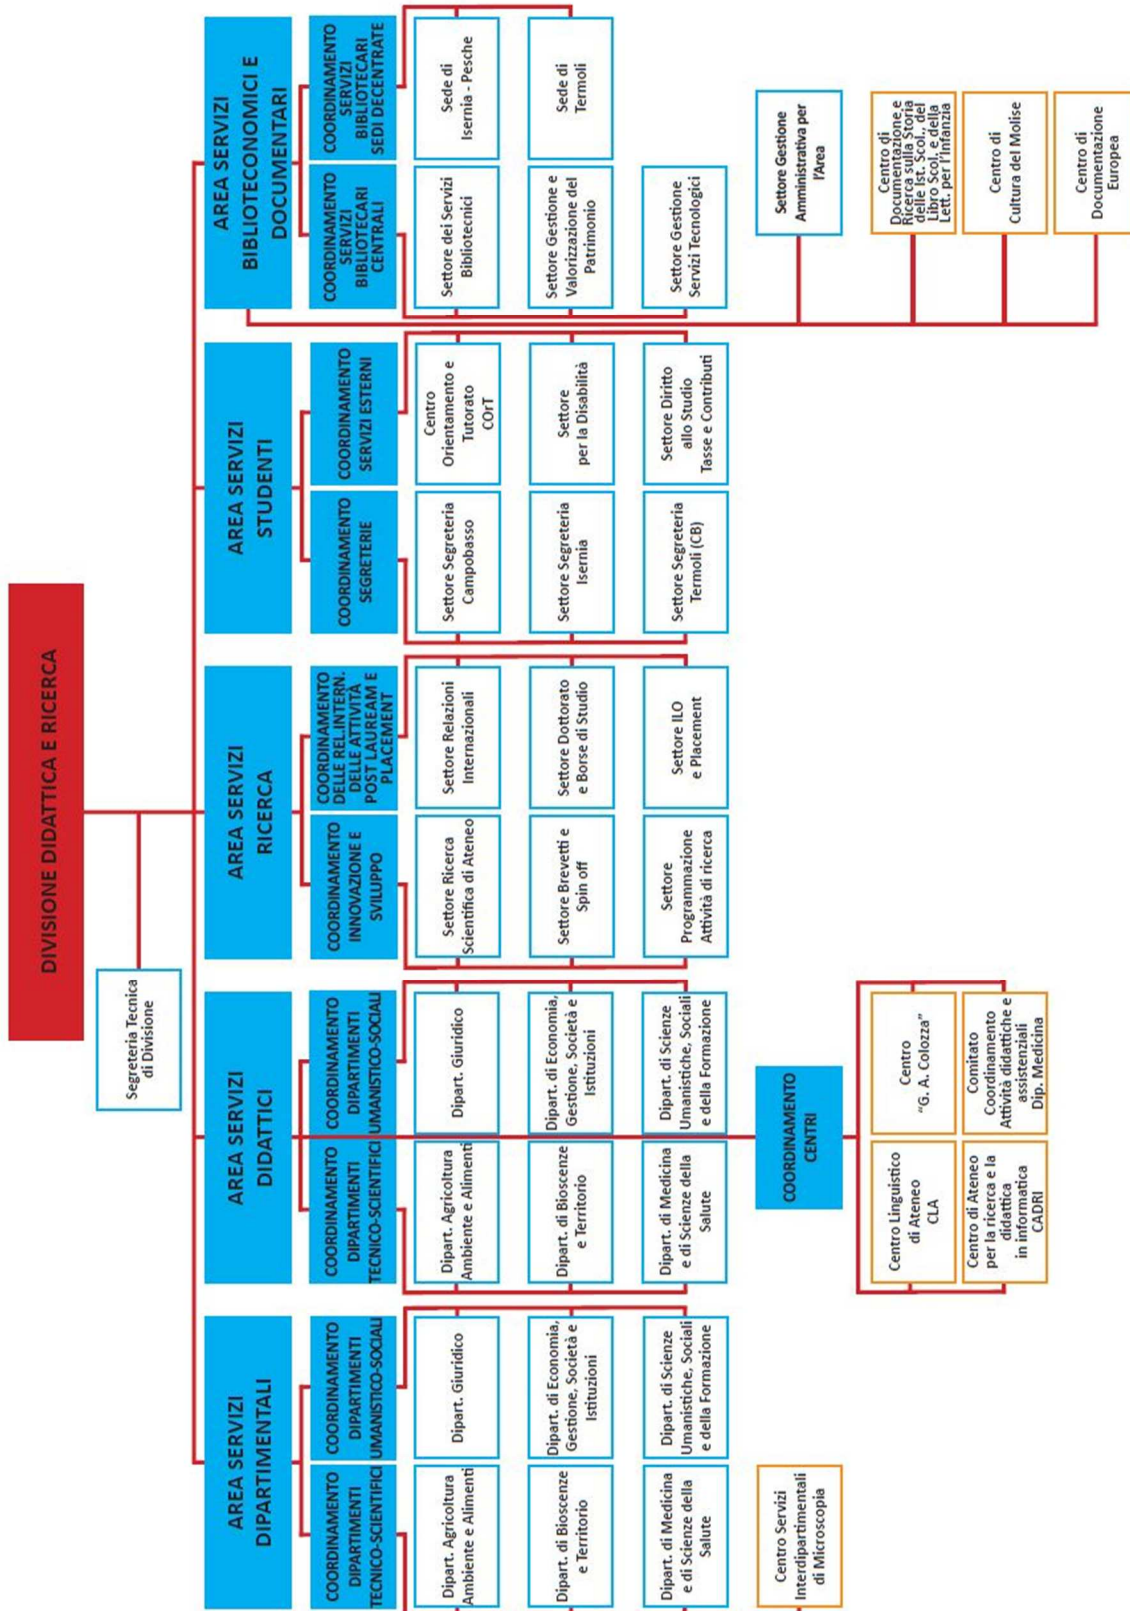 DIVISIONE DIDATTICA E RICERCA
Segreteria Tecnica
di Divisione
AREA SERVIZI
DIPARTIMENTALI
COORDINAMENTO
DIPARTIMENTI
TECNICO-SCIENTIFICI
COORDINAMENTO
DIPARTIMENTI
UMANISTICO-SOCIALI
Dipart. Agricoltura
Ambiente e Alimenti
Dipart. Giuridico
Dipart. di Bioscenze
e Territorio
Dipart. di Economia,
Gestione, Società e
Istituzioni
Dipart. di Medicina
e di Scienze della
Salute
Dipart. di Scienze
Umanistiche, Sociali
e della Formazione
Centro Servizi
Interdipartimentali
di Microscopia
AREA SERVIZI
DIDATTICI
COORDINAMENTO
DIPARTIMENTI
TECNICO-SCIENTIFICI
COORDINAMENTO
DIPARTIMENTI
UMANISTICO-SOCIALI
Dipart. Agricoltura
Ambiente e Alimenti
Dipart. Giuridico
Dipart. di Bioscenze
e Territorio
Dipart. di Economia,
Gestione, Società e
Istituzioni
Dipart. di Medicina
e di Scienze della
Salute
Dipart. di Scienze
Umanistiche, Sociali
e della Formazione
COORDINAMENTO
CENTRI
Centro Linguistico
di Ateneo
CLA
Centro
"G. A. Colozza"
Centro di Ateneo
per la ricerca e la
didattica
in informatica
CADRI
Comitato
Coordinamento
Attività didattiche e
assistenziali
Dip. Medicina
AREA SERVIZI
RICERCA
COORDINAMENTO
INNOVAZIONE E
SVILUPPO
COORDINAMENTO
DELLE REL.INTERN.
DELLE ATTIVITÀ
POST LAUREAM E
PLACEMENT
Settore Ricerca
Scientifica di Ateneo
Settore Relazioni
Internazionali
Settore Brevetti e
Spin off
Settore Dottorato
e Borse di Studio
Settore
Programmazione
Attività di ricerca
Settore ILO
e Placement
AREA SERVIZI
STUDENTI
COORDINAMENTO
SEGRETERIE
COORDINAMENTO
SERVIZI ESTERNI
Settore Segreteria
Campobasso
Centro
Orientamento e
Tutorato
COrT
Settore Segreteria
Isernia
Settore
per la Disabilità
Settore Segreteria
Termoli (CB)
Settore Diritto
allo Studio
Tasse e Contributi
AREA SERVIZI
BIBLIOTECONOMICI E
DOCUMENTARI
COORDINAMENTO
SERVIZI
BIBLIOTECARI
CENTRALI
COORDINAMENTO
SERVIZI
BIBLIOTECARI
SEDI DECENTRATE
Settore dei Servizi
Bibliotecnici
Sede di
Isernia - Pesche
Settore Gestione e
Valorizzazione del
Patrimonio
Sede di
Termoli
Settore Gestione
Servizi Tecnologici
Settore Gestione
Amministrativa per
l'Area
Centro di
Documentazione e
Ricerca sulla Storia
delle Ist. Scol., del
Libro Scol. e della
Lett. per l'Infanzia
Centro di
Cultura del Molise
Centro di
Documentazione
Europea